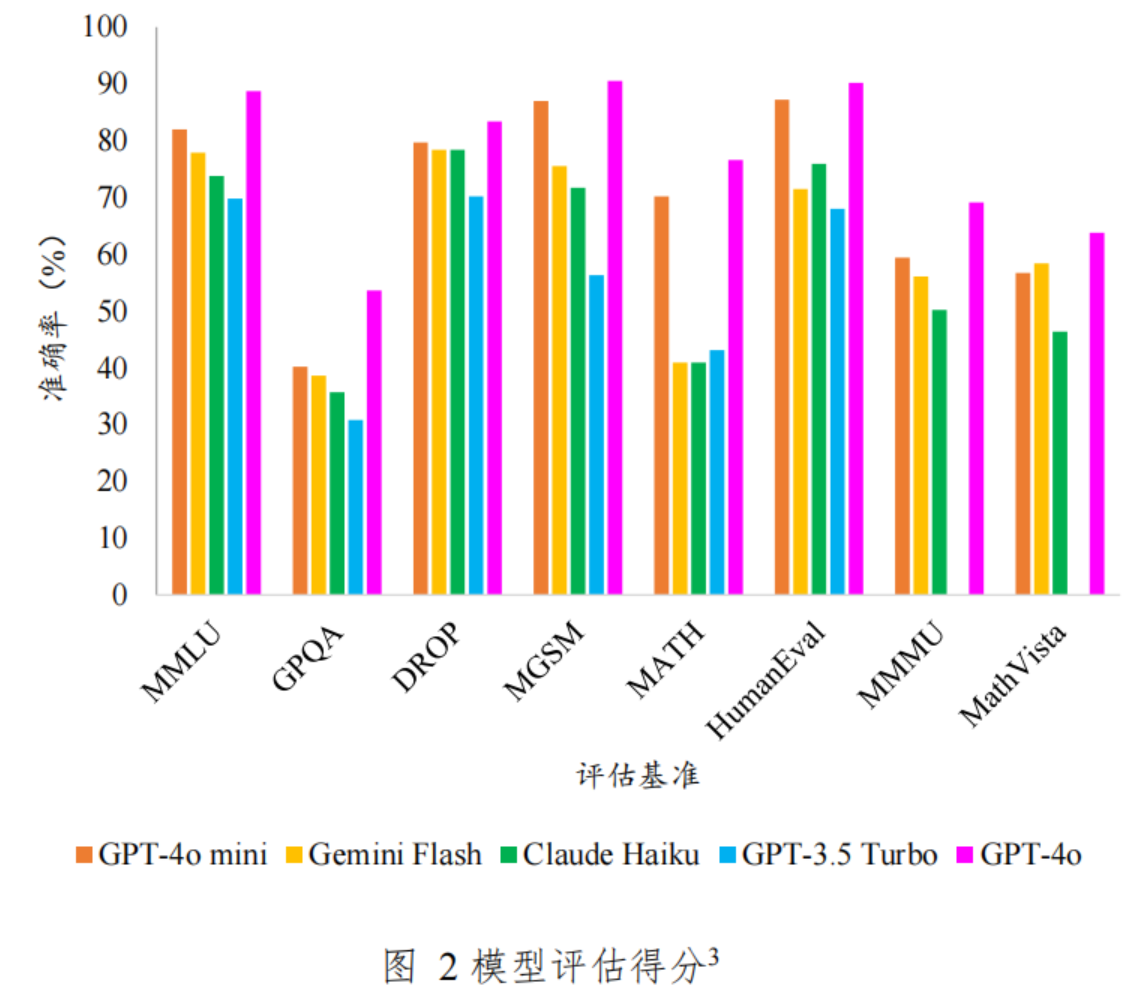 100
90
80
70
60
50
40
30
20
10
0
准确率（%）
MMLU
GPQA
DROP
MGSM
MATH
HumanEval
MMMU
MathVista
评估基准
GPT-4o mini Gemini Flash Claude Haiku GPT-3.5 Turbo GPT-4o
图 2 模型评估得分³